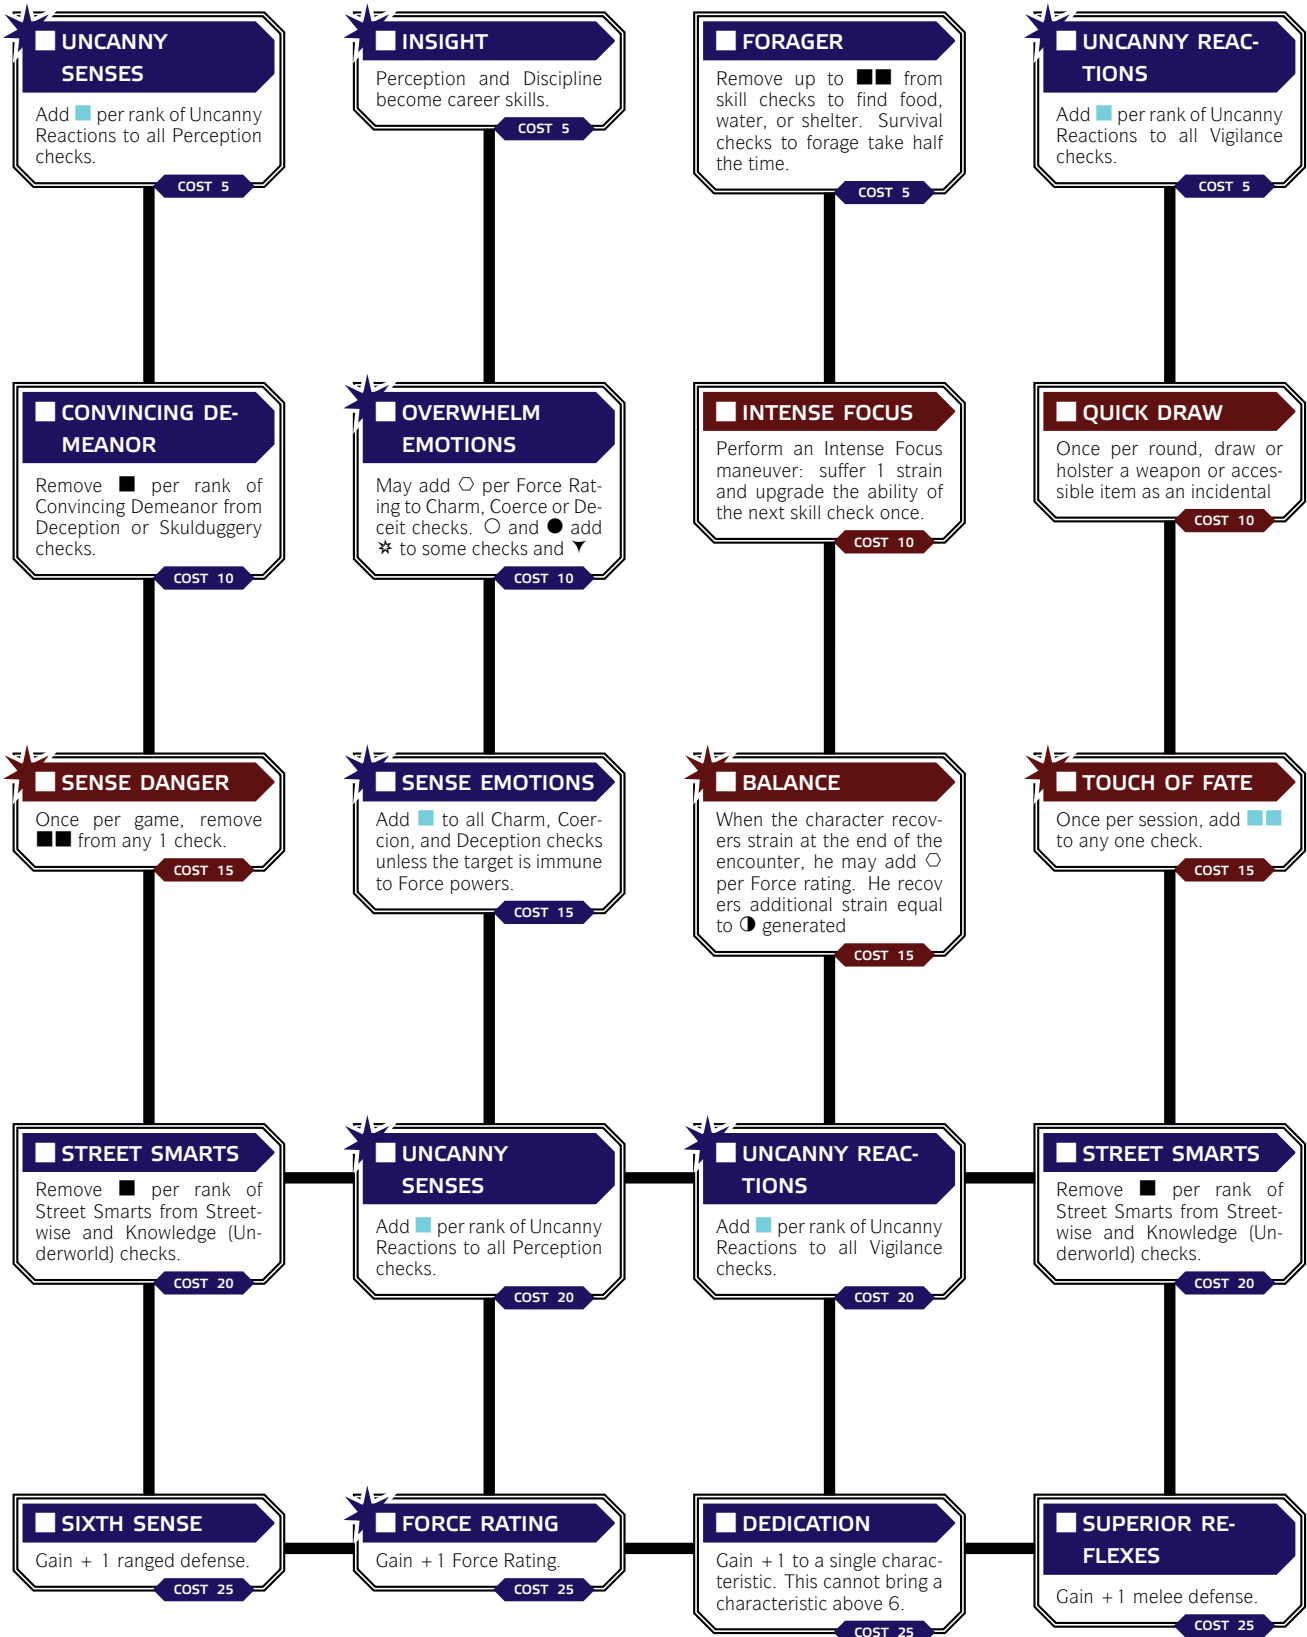 UNCANNY
SENSES
Add per rank of Uncanny
Reactions to all Perception
checks.
COST 5
INSIGHT
Perception and Discipline
become career skills.
COST 5
FORAGER
Remove up to ■■ from
skill checks to find food,
water, or shelter. Survival
checks to forage take half
the time.
COST 5
UNCANNY REAC-
TIONS
Add per rank of Uncanny
Reactions to all Vigilance
checks.
COST 5
CONVINCING DE-
MEANOR
Remove ■ per rank of
Convincing Demeanor from
Deception or Skulduggery
checks.
COST 10
OVERWHELM
EMOTIONS
May add per Force Rat-
ing to Charm, Coerce or De-
ceit checks. ○ and ● add
to some checks and
COST 10
INTENSE FOCUS
Perform an Intense Focus
maneuver: suffer 1 strain
and upgrade the ability of
the next skill check once.
COST 10
QUICK DRAW
Once per round, draw or
holster a weapon or acces-
sible item as an incidental
COST 10
SENSE DANGER
Once per game, remove
■■ from any 1 check.
COST 15
SENSE EMOTIONS
Add to all Charm, Coer-
cion, and Deception checks
unless the target is immune
to Force powers.
COST 15
BALANCE
When the character recov-
ers strain at the end of the
encounter, he may add
per Force rating. He recov
ers additional strain equal
to ◑ generated
COST 15
TOUCH OF FATE
Once per session, add
to any one check.
COST 15
STREET SMARTS
Remove ■ per rank of
Street Smarts from Street-
wise and Knowledge (Un-
derworld) checks.
COST 20
UNCANNY
SENSES
Add per rank of Uncanny
Reactions to all Perception
checks.
COST 20
UNCANNY REAC-
TIONS
Add per rank of Uncanny
Reactions to all Vigilance
checks.
COST 20
STREET SMARTS
Remove ■ per rank of
Street Smarts from Street-
wise and Knowledge (Un-
derworld) checks.
COST 20
SIXTH SENSE
Gain + 1 ranged defense.
COST 25
FORCE RATING
Gain +1 Force Rating.
COST 25
DEDICATION
Gain +1 to a single charac-
teristic. This cannot bring a
characteristic above 6.
COST 25
SUPERIOR RE-
FLEXES
Gain +1 melee defense.
COST 25